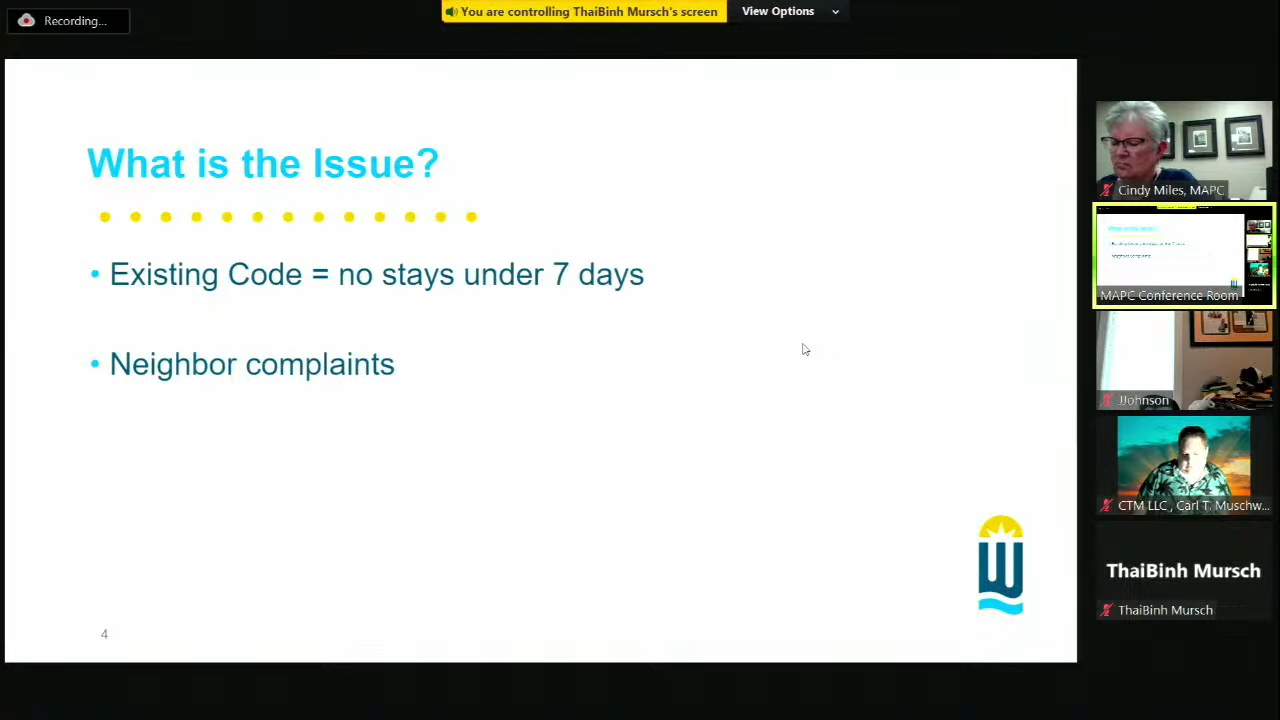 Recording...
You are controlling ThaiBinh Mursch's screen
View Options
What is the Issue?
• Existing Code = no stays under 7 days
• Neighbor complaints
4
Cindy Miles, MAPC
MAPC Conference Room
JJohnson
CTM LLC , Carl T. Muschw...
ThaiBinh Mursch
ThaiBinh Mursch